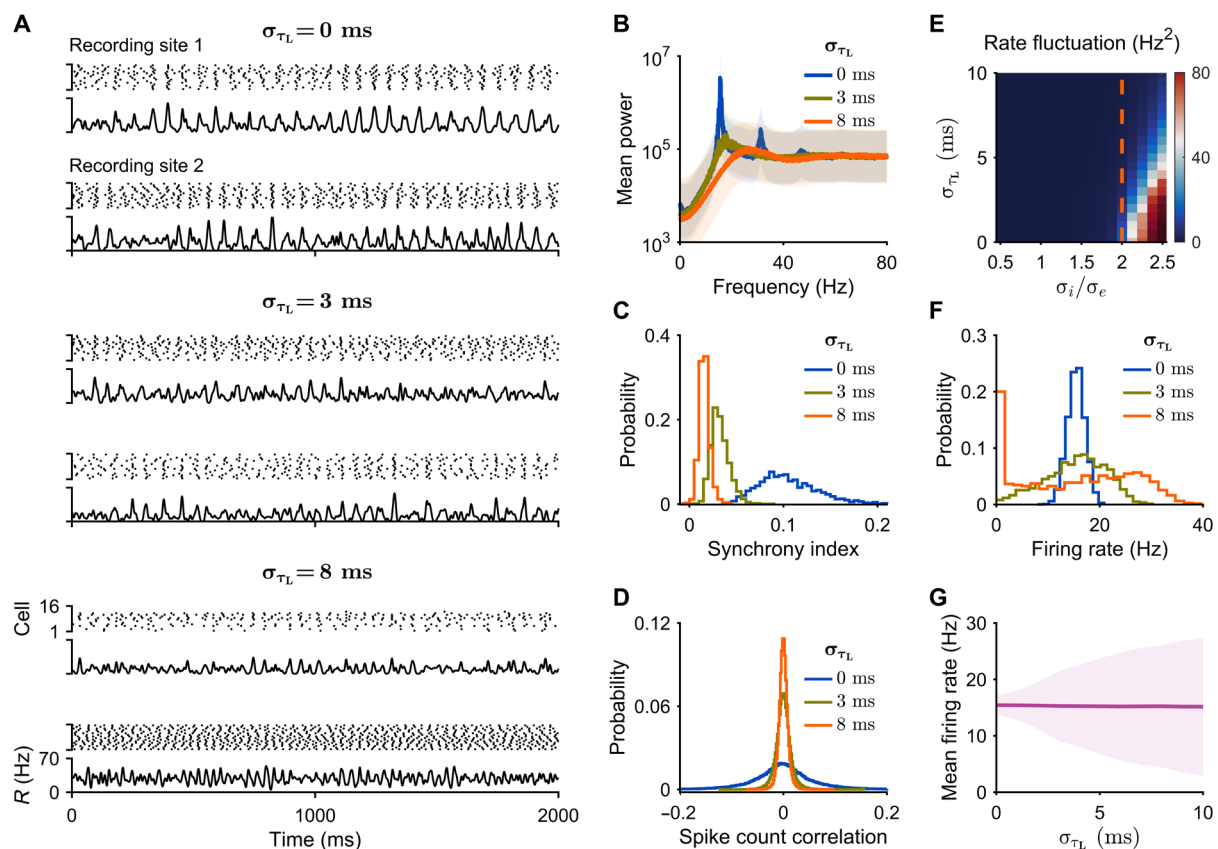 A
σ_τL = 0 ms
Recording site 1
Recording site 2
σ_τL = 3 ms
σ_τL = 8 ms
Cell
16
1
R (Hz)
70
0
0
1000
2000
Time (ms)
B
σ_τL
0 ms
3 ms
8 ms
Mean power
10^7
10^5
10^3
0
40
80
Frequency (Hz)
C
σ_τL
0 ms
3 ms
8 ms
Probability
0.4
0.2
0
0
0.1
0.2
Synchrony index
D
σ_τL
0 ms
3 ms
8 ms
Probability
0.12
0.06
0
−0.2
0
0.2
Spike count correlation
E
Rate fluctuation (Hz²)
σ_τL (ms)
10
5
0
80
40
0
0.5
1
1.5
2
2.5
σ_i/σ_e
F
σ_τL
0 ms
3 ms
8 ms
Probability
0.3
0.2
0.1
0
0
20
40
Firing rate (Hz)
G
Mean firing rate (Hz)
30
15
0
0
5
10
σ_τL (ms)